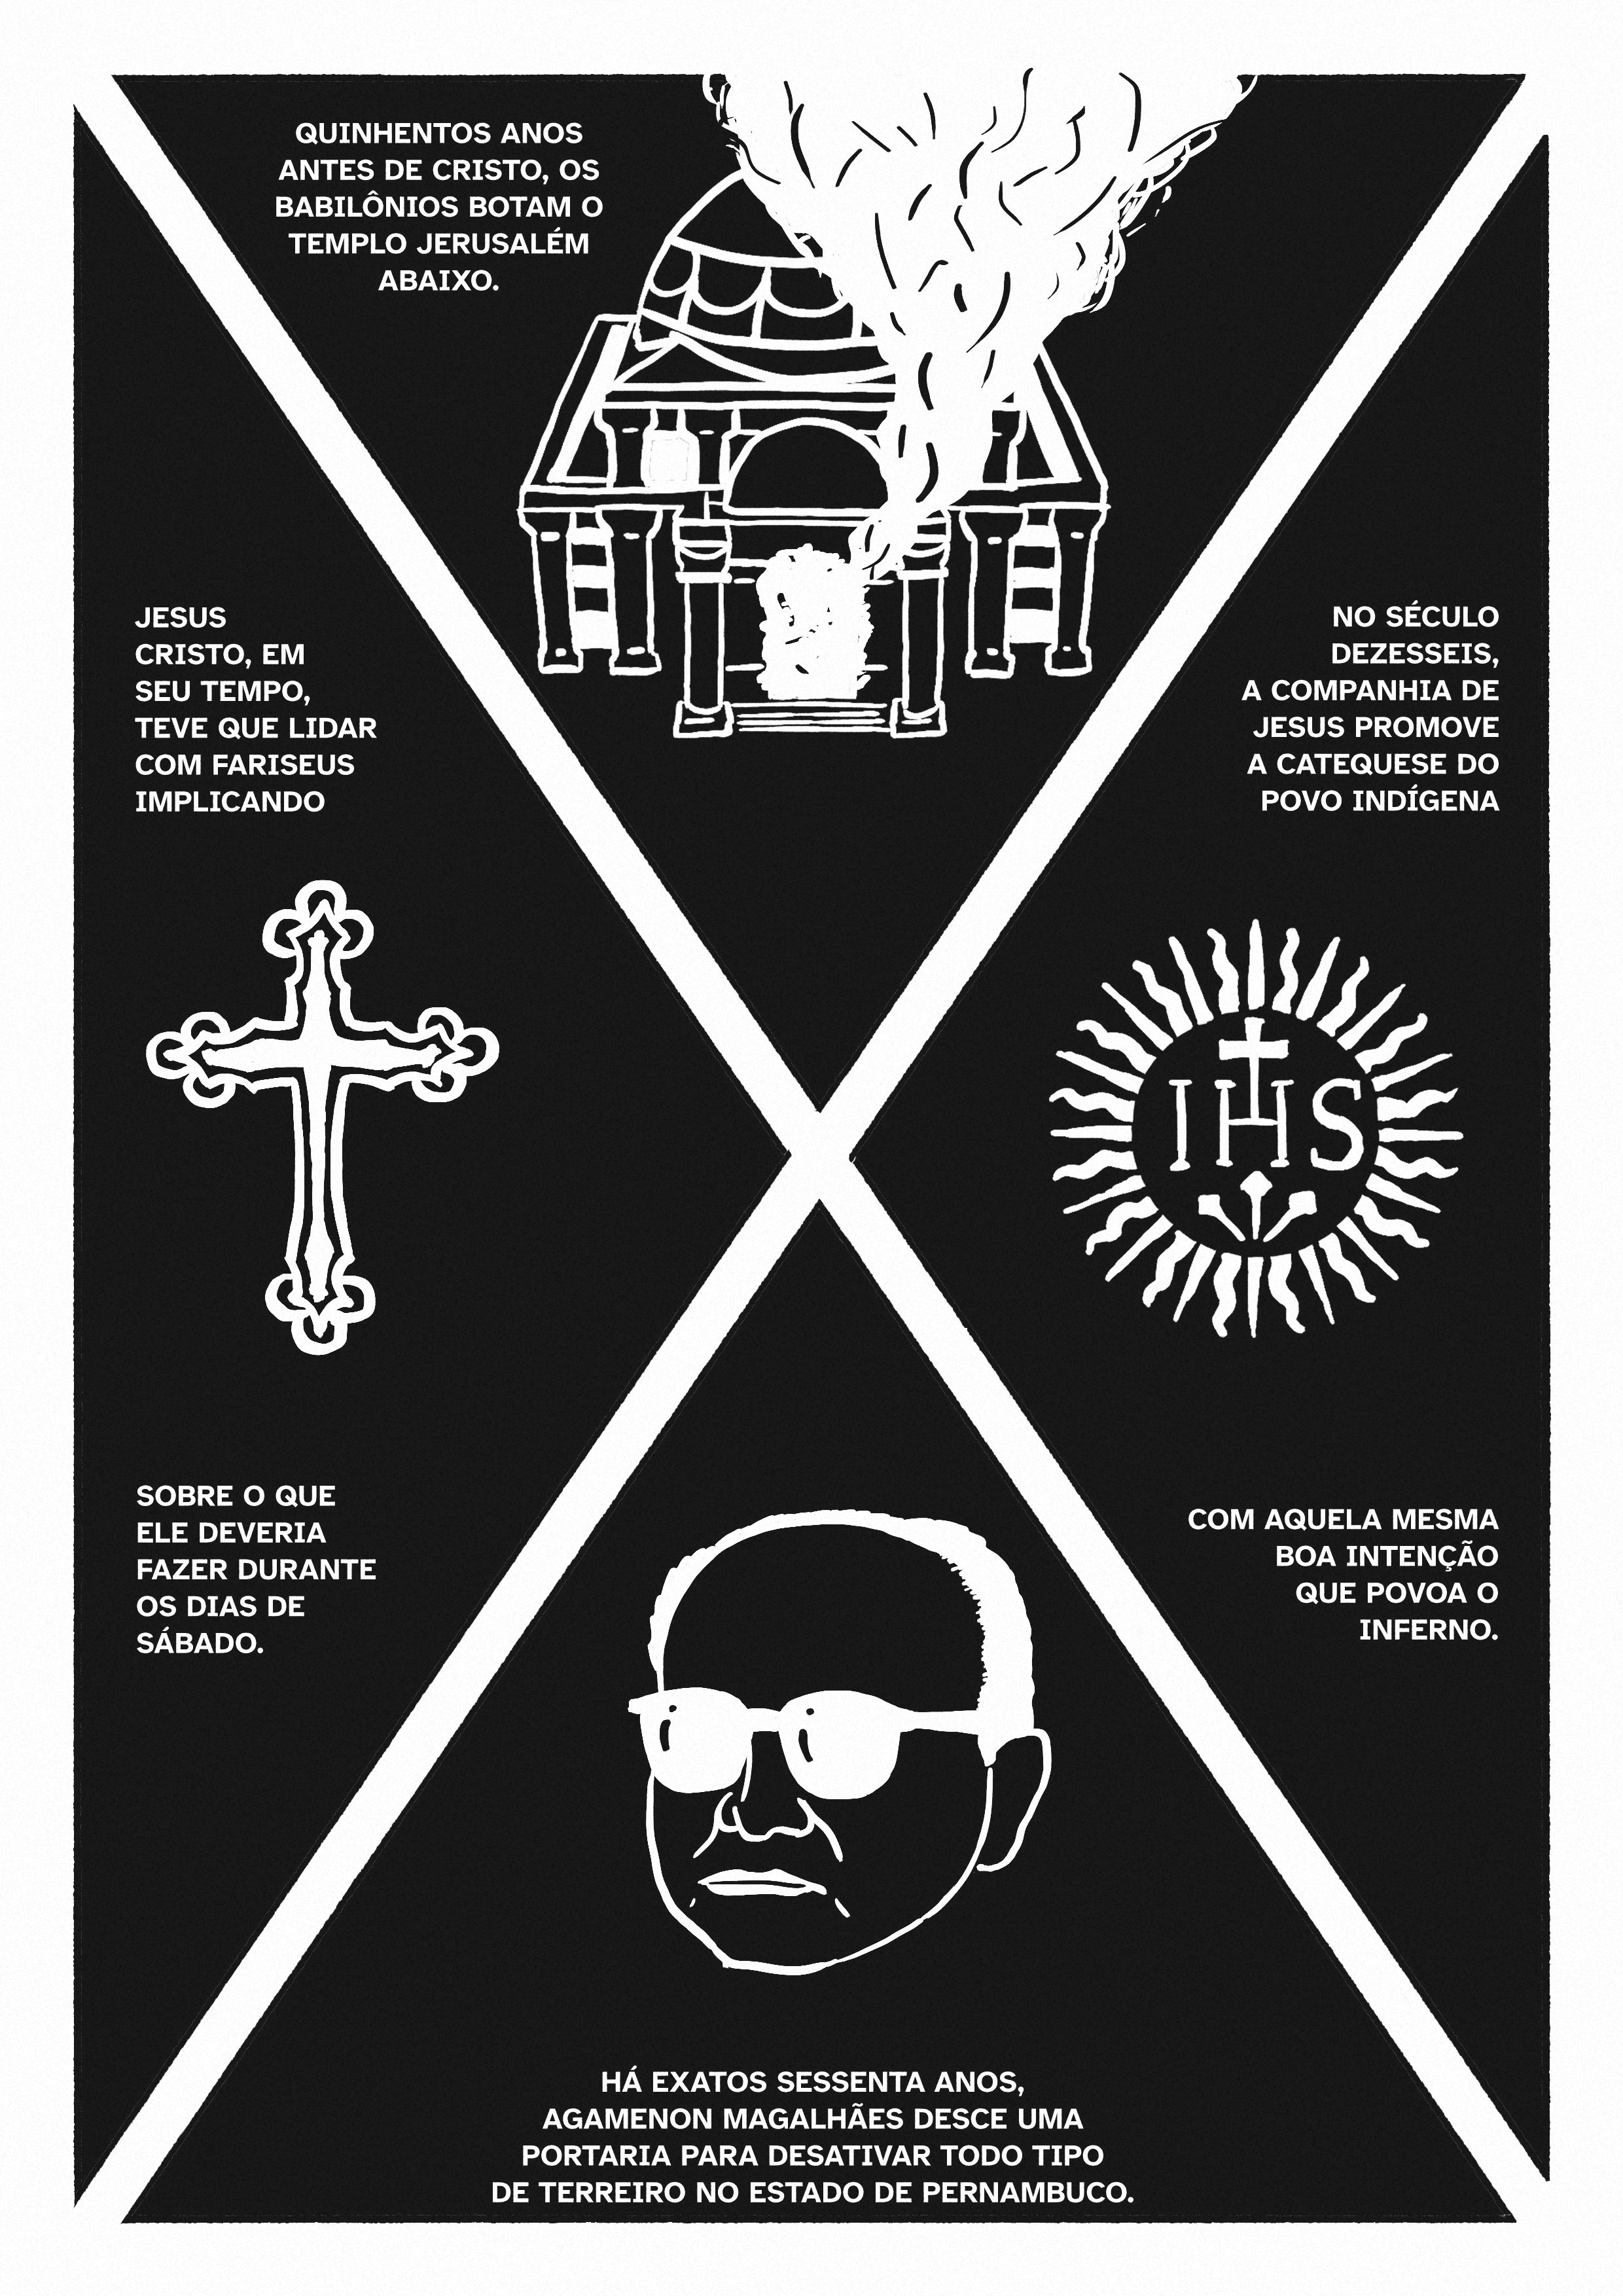 QUINHENTOS ANOS
ANTES DE CRISTO, OS
BABILÔNIOS BOTAM O
TEMPLO JERUSALÉM
ABAIXO.
JESUS
CRISTO, EM
SEU TEMPO,
TEVE QUE LIDAR
COM FARISEUS
IMPLICANDO
SOBRE O QUE
ELE DEVERIA
FAZER DURANTE
OS DIAS DE
SÁBADO.
NO SÉCULO
DEZESSEIS,
A COMPANHIA DE
JESUS PROMOVE
A CATEQUESE DO
POVO INDÍGENA
IHS
COM AQUELA MESMA
BOA INTENÇÃO
QUE POVOA O
INFERNO.
HÁ EXATOS SESSENTA ANOS,
AGAMENON MAGALHÃES DESCE UMA
PORTARIA PARA DESATIVAR TODO TIPO
DE TERREIRO NO ESTADO DE PERNAMBUCO.